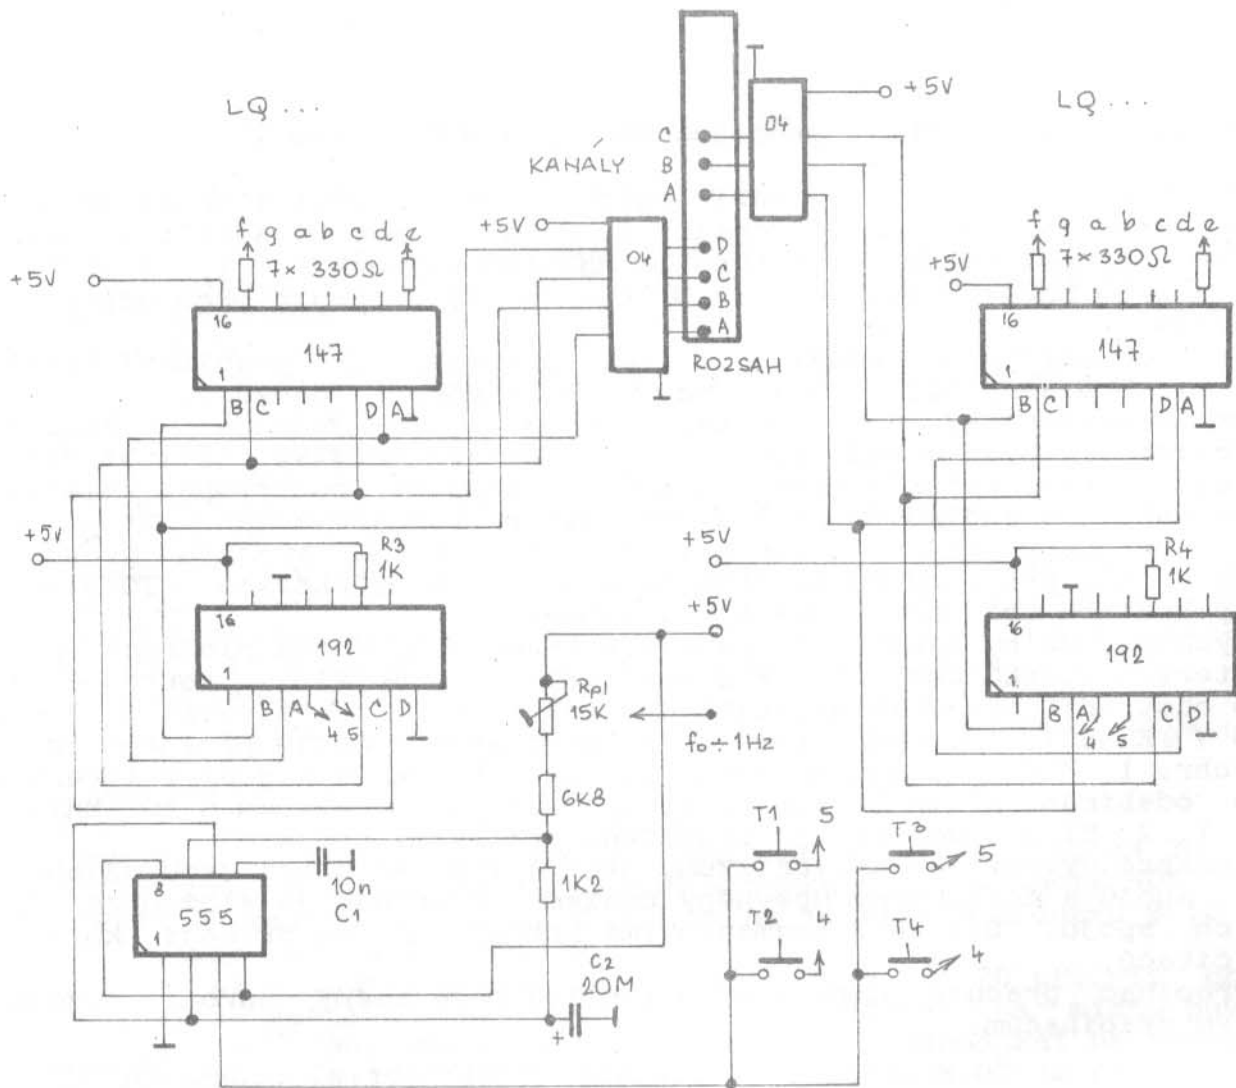 LQ ...
LQ ...
+5V
04
C
B
A
KANÁLY
+5V
04
D
C
B
A
ROZSAH
f g a b c d e
7× 330Ω
+5V
16
147
1
B C D A
f g a b c d e
7× 330Ω
+5V
16
147
1
B C D A
+5V
R3
1K
16
192
1
B A 4 5 C D
+5V
R4
1K
16
192
1
B A 4 5 C D
+5V
Rp1
15K
f₀ ÷ 1Hz
6K8
1K2
8
555
1
10n
C1
C2
20M
+
T1
5
T3
5
T2
4
T4
4